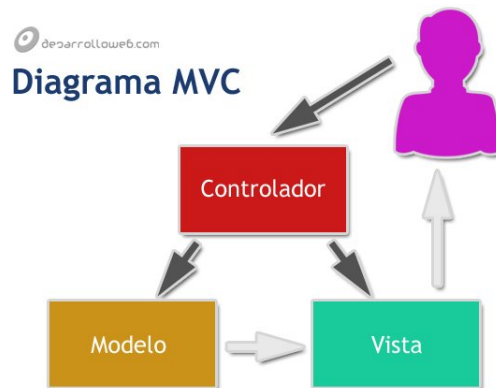 desarrolloweb.com
Diagrama MVC
Controlador
Modelo
Vista